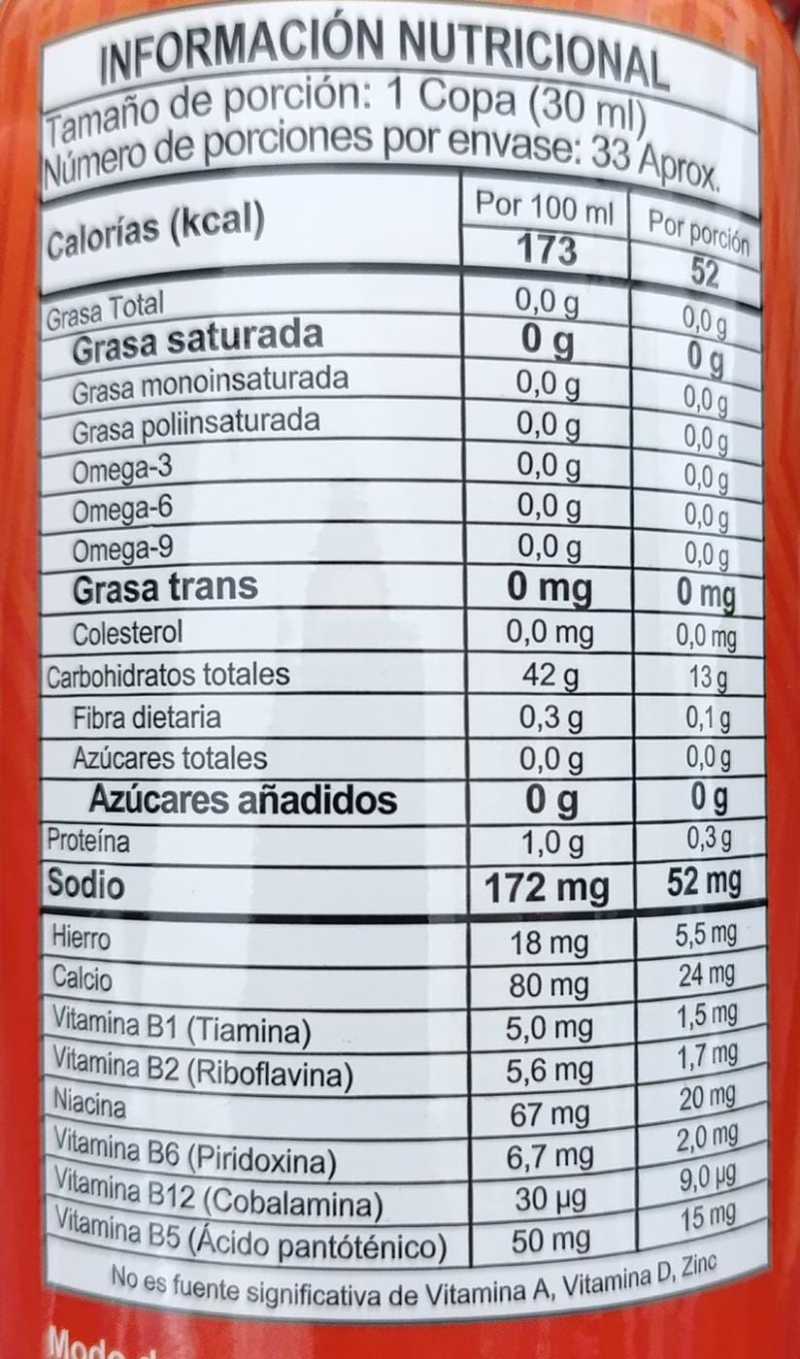 INFORMACIÓN NUTRICIONAL
Tamaño de porción: 1 Copa (30 ml)
Número de porciones por envase: 33 Aprox.
Calorías (kcal) Por 100 ml Por porción
173 52
Grasa Total 0,0 g 0,0 g
Grasa saturada 0 g 0 g
Grasa monoinsaturada 0,0 g 0,0 g
Grasa poliinsaturada 0,0 g 0,0 g
Omega-3 0,0 g 0,0 g
Omega-6 0,0 g 0,0 g
Omega-9 0,0 g 0,0 g
Grasa trans 0 mg 0 mg
Colesterol 0,0 mg 0,0 mg
Carbohidratos totales 42 g 13 g
Fibra dietaria 0,3 g 0,1 g
Azúcares totales 0,0 g 0,0 g
Azúcares añadidos 0 g 0 g
Proteína 1,0 g 0,3 g
Sodio 172 mg 52 mg
Hierro 18 mg 5,5 mg
Calcio 80 mg 24 mg
Vitamina B1 (Tiamina) 5,0 mg 1,5 mg
Vitamina B2 (Riboflavina) 5,6 mg 1,7 mg
Niacina 67 mg 20 mg
Vitamina B6 (Piridoxina) 6,7 mg 2,0 mg
Vitamina B12 (Cobalamina) 30 µg 9,0 µg
Vitamina B5 (Ácido pantóténico) 50 mg 15 mg
No es fuente significativa de Vitamina A, Vitamina D, Zinc